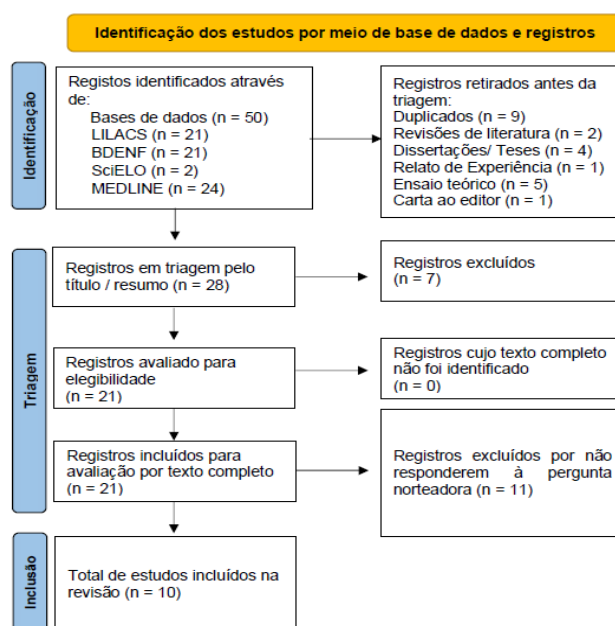 Identificação dos estudos por meio de base de dados e registros
Identificação
Registos identificados através
de:
Bases de dados (n = 50)
LILACS (n = 21)
BDENF (n = 21)
SciELO (n = 2)
MEDLINE (n = 24)
Registros retirados antes da
triagem:
Duplicados (n = 9)
Revisões de literatura (n = 2)
Dissertações/ Teses (n = 4)
Relato de Experiência (n = 1)
Ensaio teórico (n = 5)
Carta ao editor (n = 1)
Triagem
Registros em triagem pelo
título / resumo (n = 28)
Registros excluídos
(n = 7)
Registros avaliado para
elegibilidade
(n = 21)
Registros cujo texto completo
não foi identificado
(n = 0)
Registros incluídos para
avaliação por texto completo
(n = 21)
Registros excluídos por não
responderem à pergunta
norteadora (n = 11)
Inclusão
Total de estudos incluídos na
revisão (n = 10)